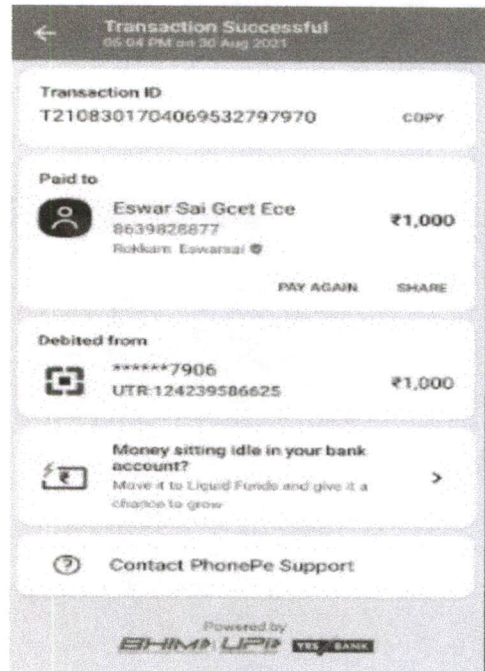 Transaction Successful
05:04 PM on 30 Aug 2021
Transaction ID
T2108301704069532797970
COPY
Paid to
Eswar Sai Gcet Ece
8639828877
₹1,000
Rokkam Eswarsai
PAY AGAIN
SHARE
Debited from
******7906
UTR:124239586625
₹1,000
Money sitting idle in your bank
account?
Move it to Liquid Funds and give it a
chance to grow
Contact PhonePe Support
Powered by
BHIM UPI YES BANK